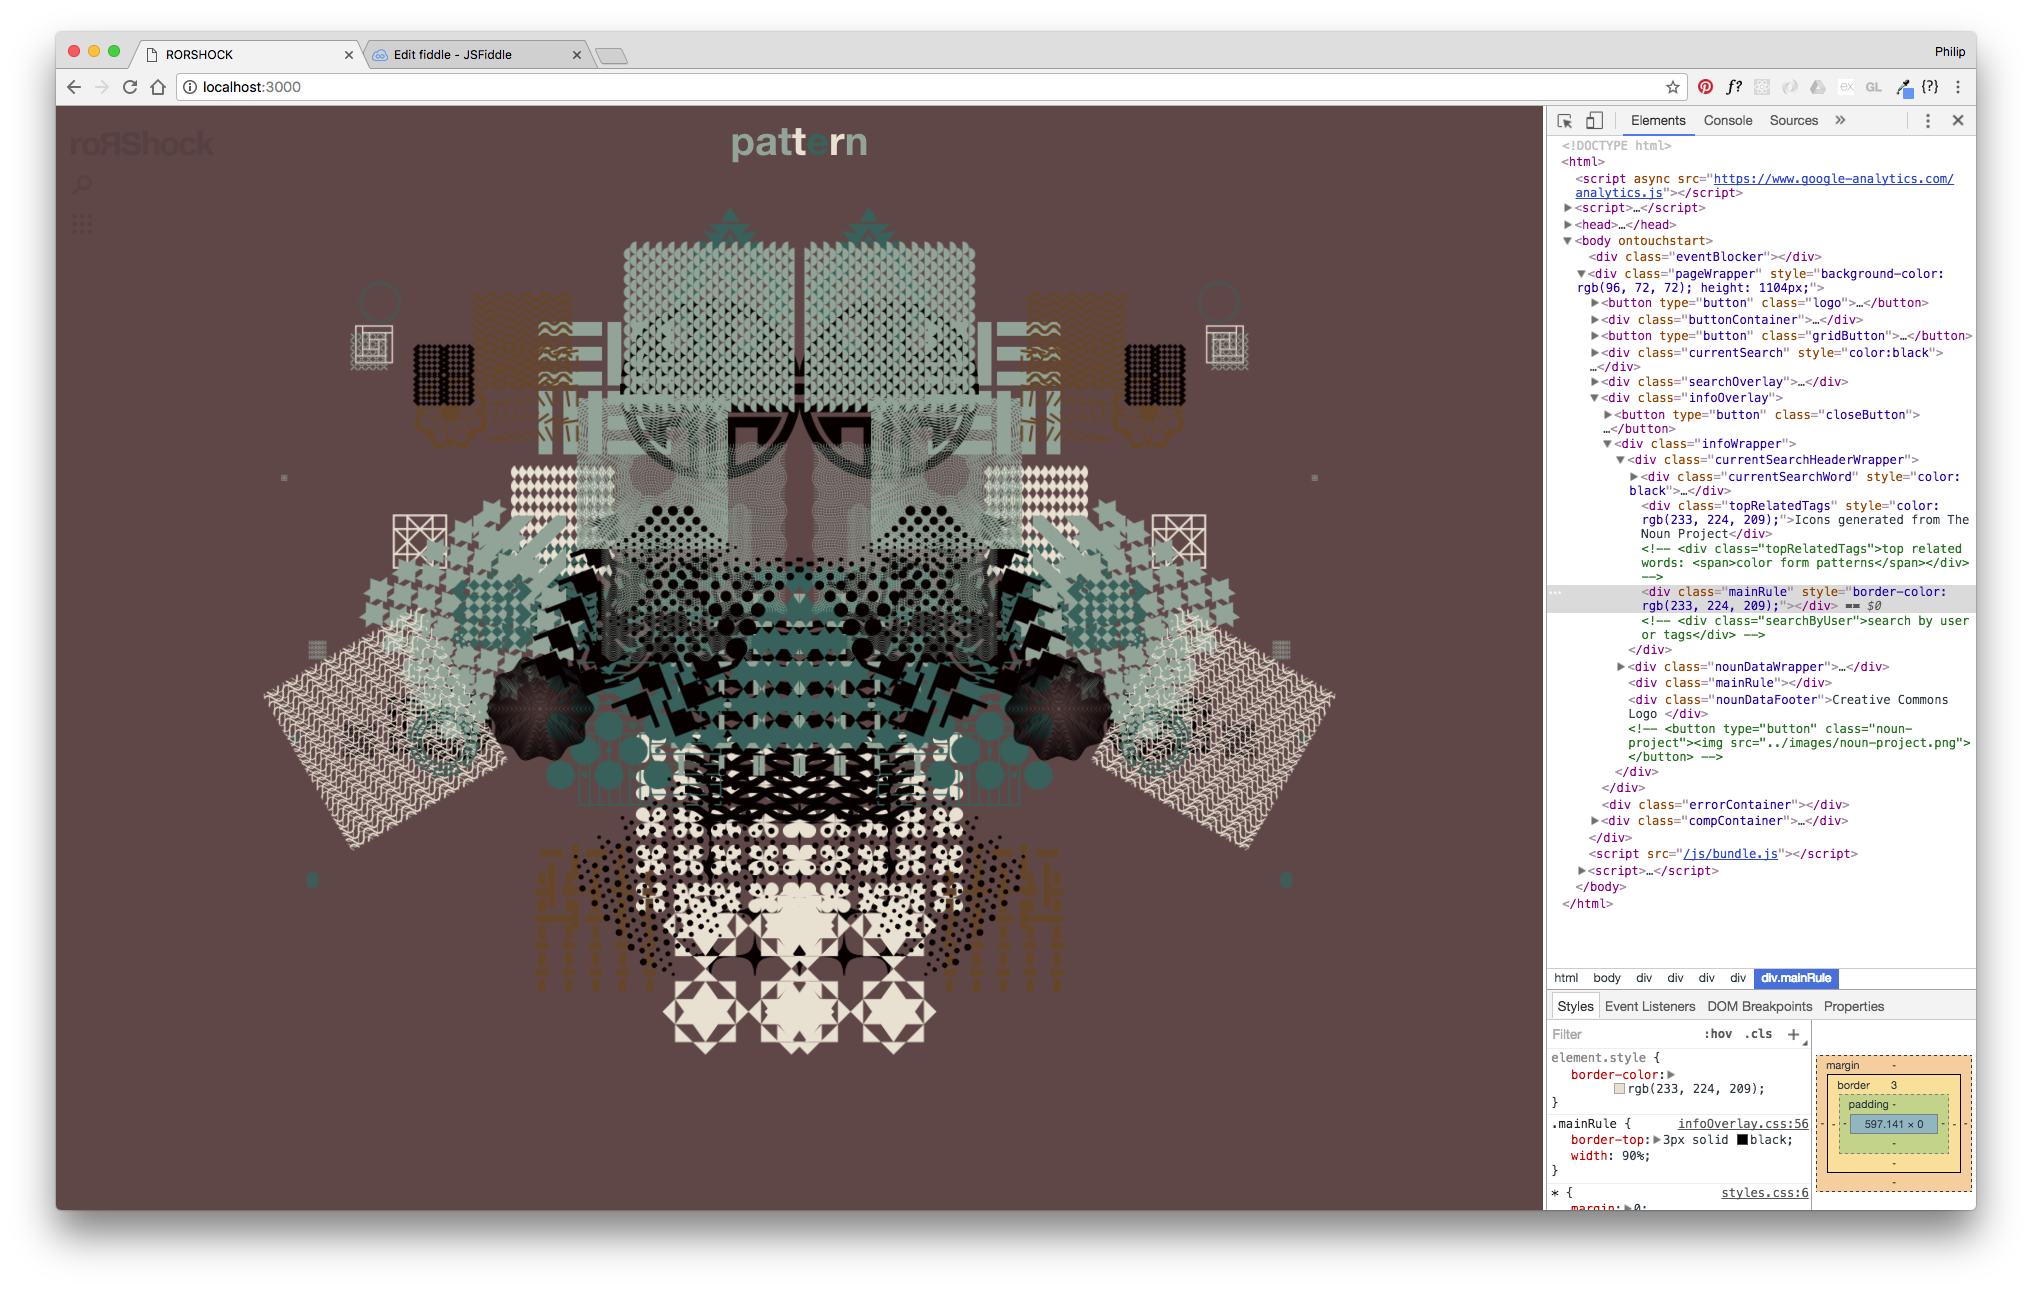 RORSHOCK
Edit fiddle - JSFiddle
Philip
localhost:3000
f?
ex
GL
{?}
roЯShock
pattern
Elements Console Sources »
<!DOCTYPE html>
<html>
<script async src="https://www.google-analytics.com/
analytics.js"></script>
<script>…</script>
<head>…</head>
<body ontouchstart>
<div class="eventBlocker"></div>
<div class="pageWrapper" style="background-color:
rgb(96, 72, 72); height: 1104px;">
<button type="button" class="logo">…</button>
<div class="buttonContainer">…</div>
<button type="button" class="gridButton">…</button>
<div class="currentSearch" style="color:black">
…</div>
<div class="searchOverlay">…</div>
<div class="infoOverlay">
<button type="button" class="closeButton">
…</button>
<div class="infoWrapper">
<div class="currentSearchHeaderWrapper">
<div class="currentSearchWord" style="color:
black">…</div>
<div class="topRelatedTags" style="color:
rgb(233, 224, 209);">Icons generated from The
Noun Project</div>
<!-- <div class="topRelatedTags">top related
words: <span>color form patterns</span></div>
-->
<div class="mainRule" style="border-color:
rgb(233, 224, 209);"></div> == $0
<!-- <div class="searchByUser">search by user
or tags</div> -->
</div>
<div class="nounDataWrapper">…</div>
<div class="mainRule"></div>
<div class="nounDataFooter">Creative Commons
Logo </div>
<!-- <button type="button" class="noun-
project"><img src="../images/noun-project.png">
</button> -->
</div>
</div>
<div class="errorContainer"></div>
<div class="compContainer">…</div>
</div>
<script src="/js/bundle.js"></script>
<script>…</script>
</body>
</html>
html body div div div div div.mainRule
Styles Event Listeners DOM Breakpoints Properties
Filter :hov .cls +
element.style {
border-color:
rgb(233, 224, 209);
}
.mainRule { infoOverlay.css:56
border-top: 3px solid black;
width: 90%;
}
* { styles.css:6
margin: 0;
margin -
border 3
padding -
597.141 × 0